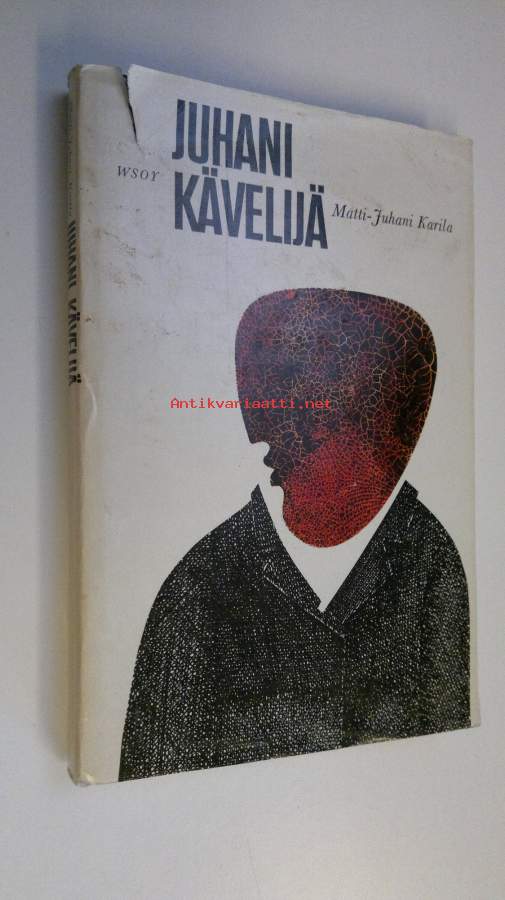 JUHANI
wsoy
KÄVELIJÄ
Matti-Juhani Karila
Antikvariaatti.net
JUHANI KÄVELIJÄ